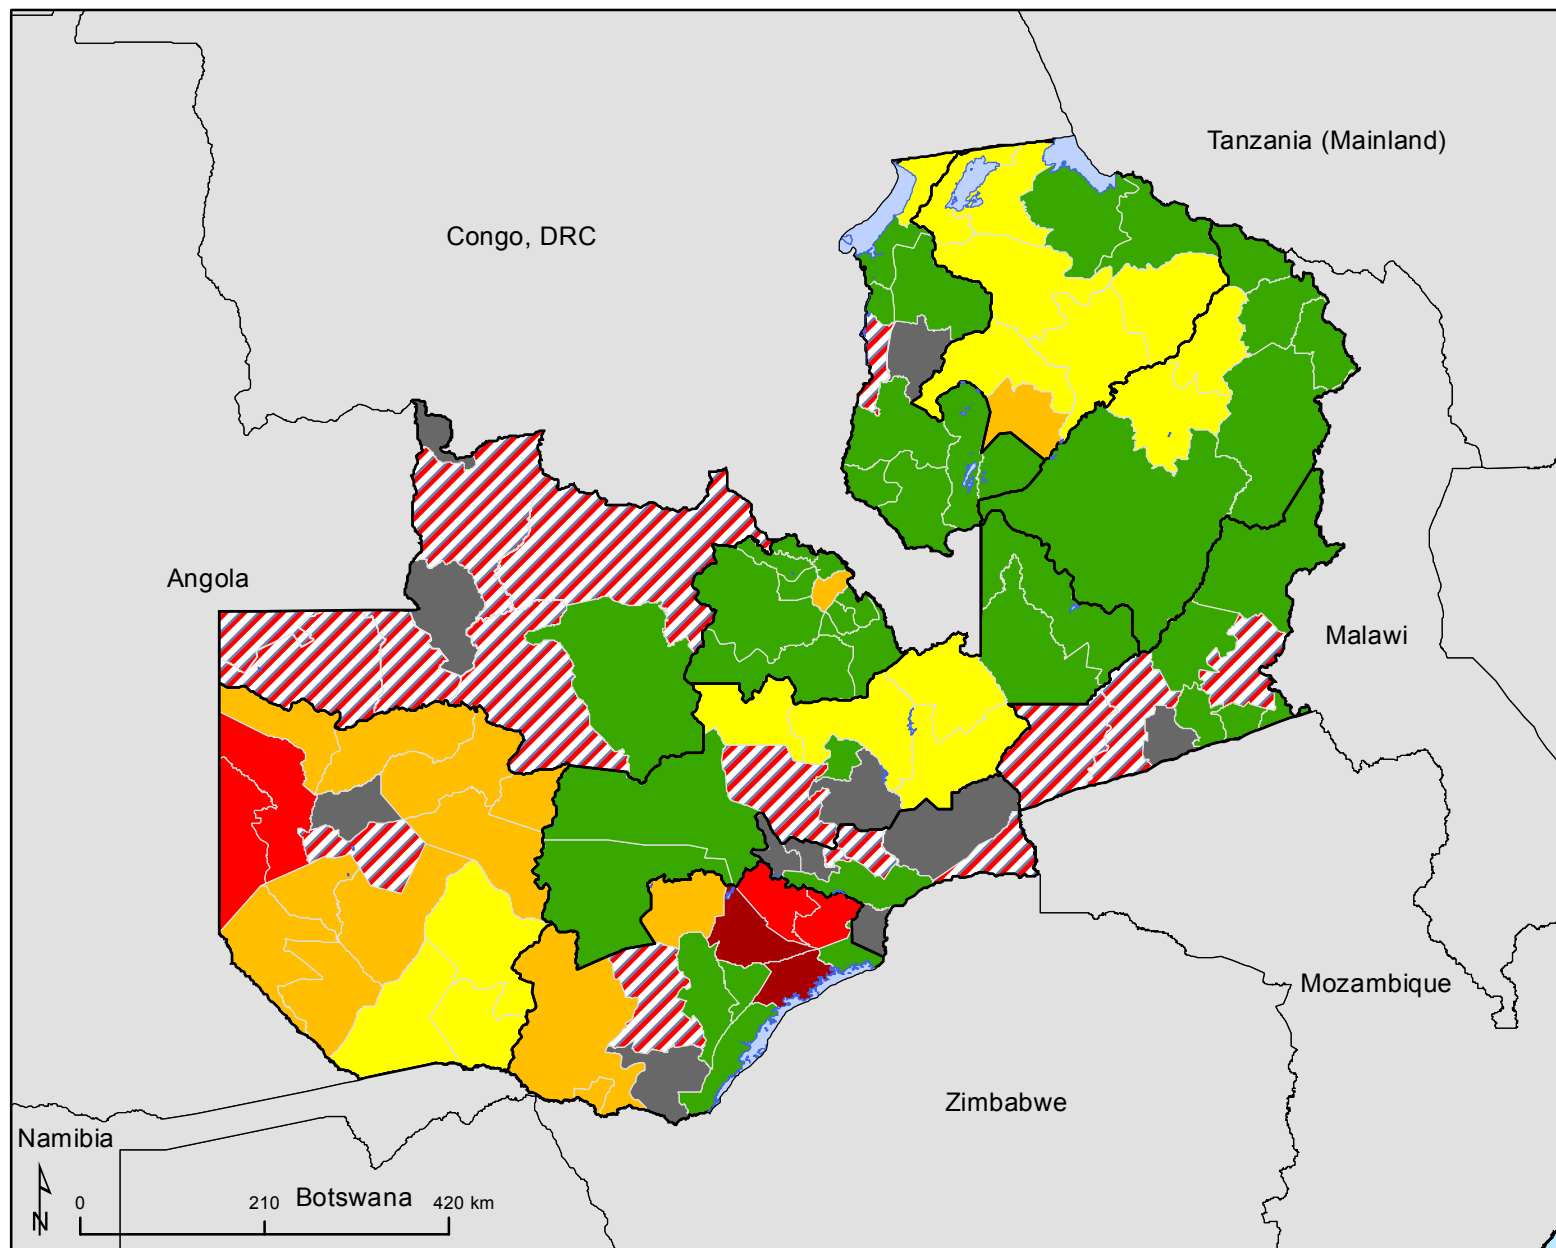 Tanzania (Mainland)
Congo, DRC
Angola
Malawi
Mozambique
Zimbabwe
Namibia
Botswana
0 210 420 km
N